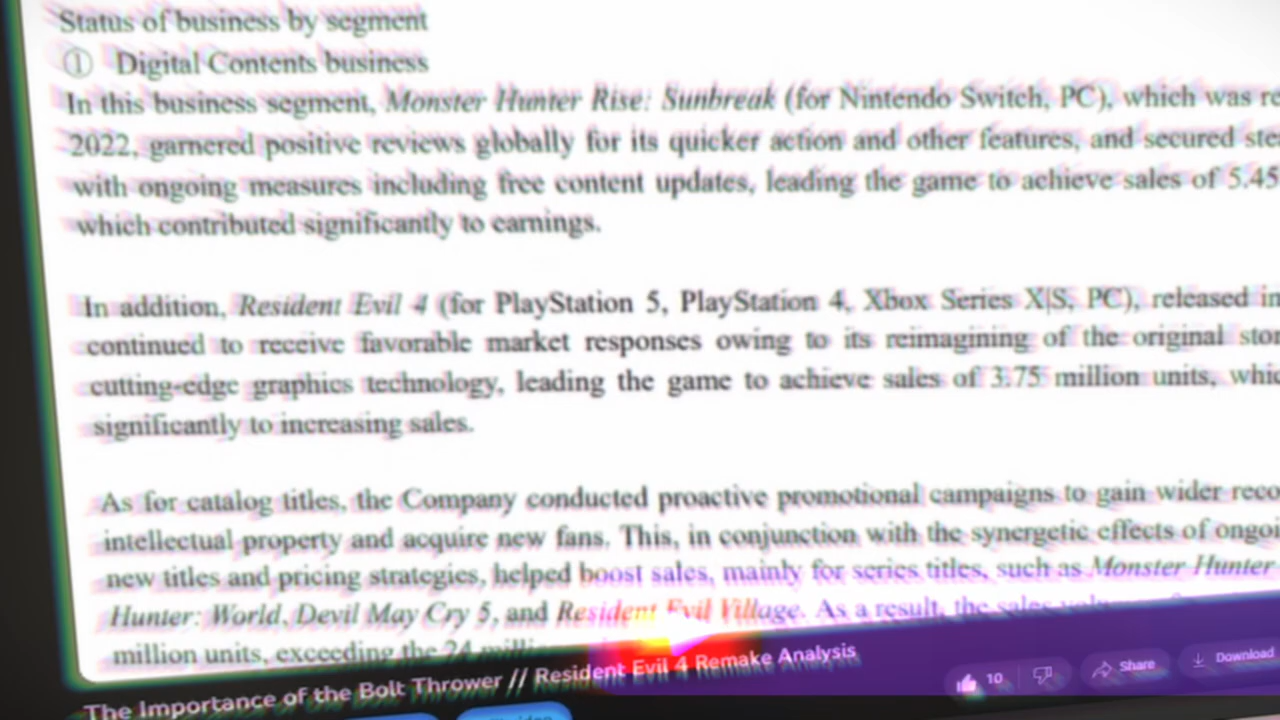 Status of business by segment
① Digital Contents business
In this business segment, Monster Hunter Rise: Sunbreak (for Nintendo Switch, PC), which was re
2022, garnered positive reviews globally for its quicker action and other features, and secured ste
with ongoing measures including free content updates, leading the game to achieve sales of 5.45
which contributed significantly to earnings.
In addition, Resident Evil 4 (for PlayStation 5, PlayStation 4, Xbox Series X|S, PC), released in
continued to receive favorable market responses owing to its reimagining of the original stor
cutting-edge graphics technology, leading the game to achieve sales of 3.75 million units, whic
significantly to increasing sales.
As for catalog titles, the Company conducted proactive promotional campaigns to gain wider reco
intellectual property and acquire new fans. This, in conjunction with the synergetic effects of ongoi
new titles and pricing strategies, helped boost sales, mainly for series titles, such as Monster Hunter
Hunter: World, Devil May Cry 5, and Resident Evil Village. As a result, the sales
million units, exceeding the 24
The Importance of the Bolt Thrower // Resident Evil 4 Remake Analysis
10 Share Download